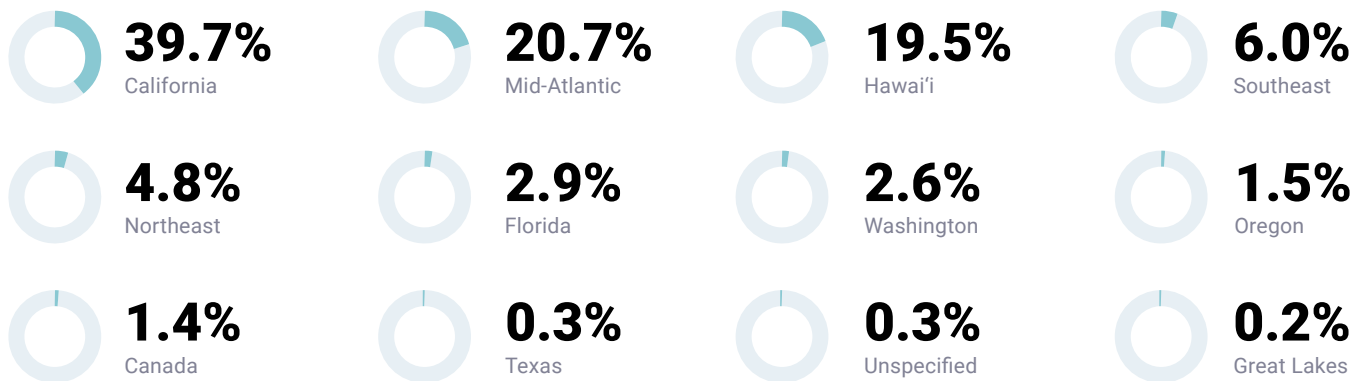 39.7%
California
20.7%
Mid-Atlantic
19.5%
Hawaiʻi
6.0%
Southeast
4.8%
Northeast
2.9%
Florida
2.6%
Washington
1.5%
Oregon
1.4%
Canada
0.3%
Texas
0.3%
Unspecified
0.2%
Great Lakes